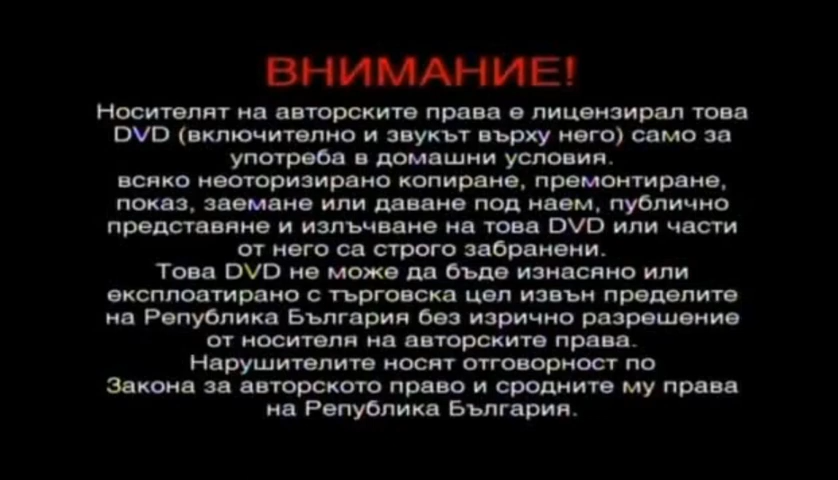 ВНИМАНИЕ!
Носителят на авторските права е лицензирал това
DVD (включително и звукът върху него) само за
употреба в домашни условия.
всяко неоторизирано копиране, премонтиране,
показ, заемане или даване под наем, публично
представяне и излъчване на това DVD или части
от него са строго забранени.
Това DVD не може да бъде изнасяно или
експлоатирано с търговска цел извън пределите
на Република България без изрично разрешение
от носителя на авторските права.
Нарушителите носят отговорност по
Закона за авторското право и сродните му права
на Република България.